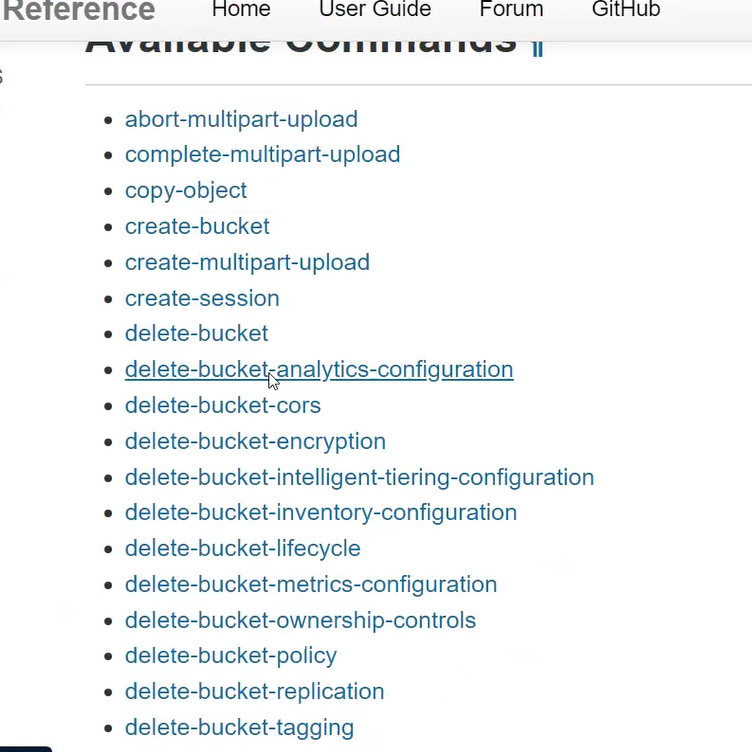 Reference Home User Guide Forum GitHub
Available Commands ¶
abort-multipart-upload
complete-multipart-upload
copy-object
create-bucket
create-multipart-upload
create-session
delete-bucket
delete-bucket-analytics-configuration
delete-bucket-cors
delete-bucket-encryption
delete-bucket-intelligent-tiering-configuration
delete-bucket-inventory-configuration
delete-bucket-lifecycle
delete-bucket-metrics-configuration
delete-bucket-ownership-controls
delete-bucket-policy
delete-bucket-replication
delete-bucket-tagging